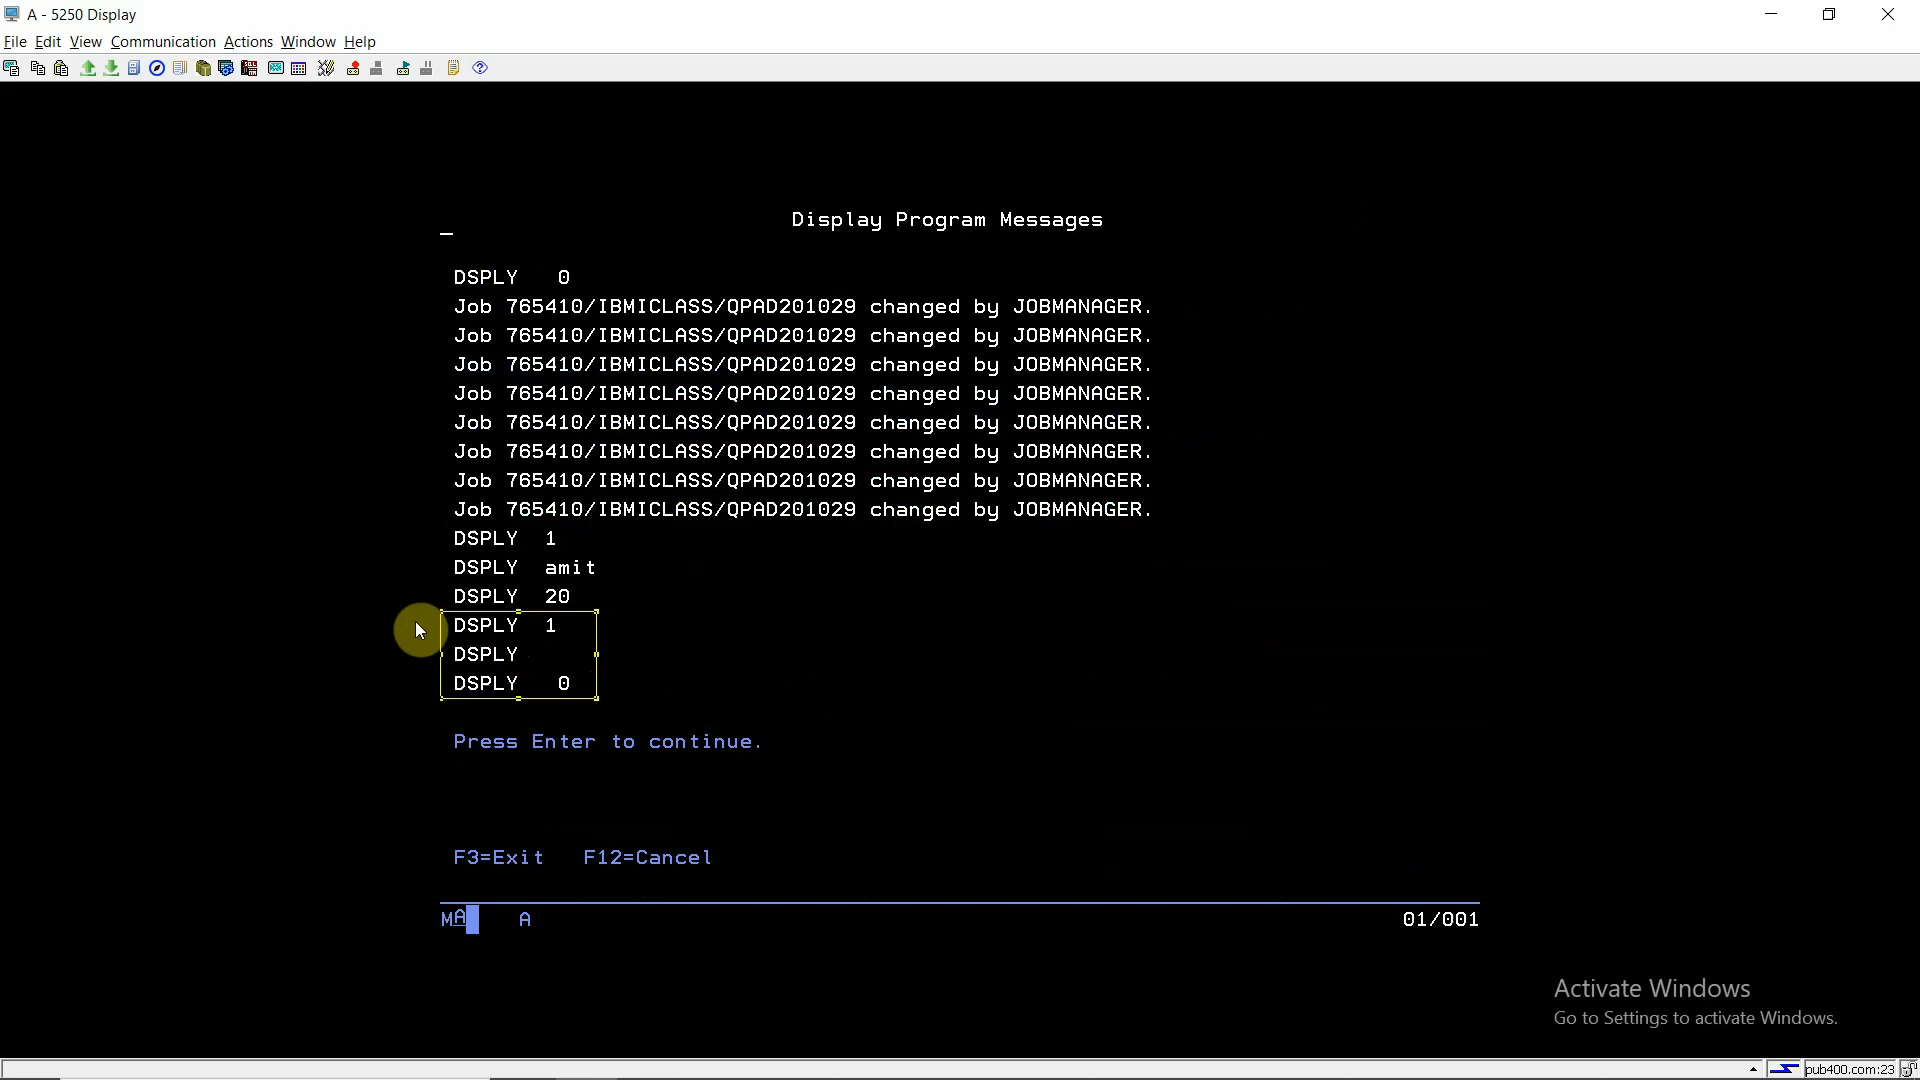 A - 5250 Display
File Edit View Communication Actions Window Help
Display Program Messages
DSPLY   0
Job 765410/IBMICLASS/QPAD201029 changed by JOBMANAGER.
Job 765410/IBMICLASS/QPAD201029 changed by JOBMANAGER.
Job 765410/IBMICLASS/QPAD201029 changed by JOBMANAGER.
Job 765410/IBMICLASS/QPAD201029 changed by JOBMANAGER.
Job 765410/IBMICLASS/QPAD201029 changed by JOBMANAGER.
Job 765410/IBMICLASS/QPAD201029 changed by JOBMANAGER.
Job 765410/IBMICLASS/QPAD201029 changed by JOBMANAGER.
Job 765410/IBMICLASS/QPAD201029 changed by JOBMANAGER.
DSPLY  1
DSPLY  amit
DSPLY  20
DSPLY  1
DSPLY
DSPLY   0
Press Enter to continue.
F3=Exit   F12=Cancel
MA   A   01/001
Activate Windows
Go to Settings to activate Windows.
pub400.com:23